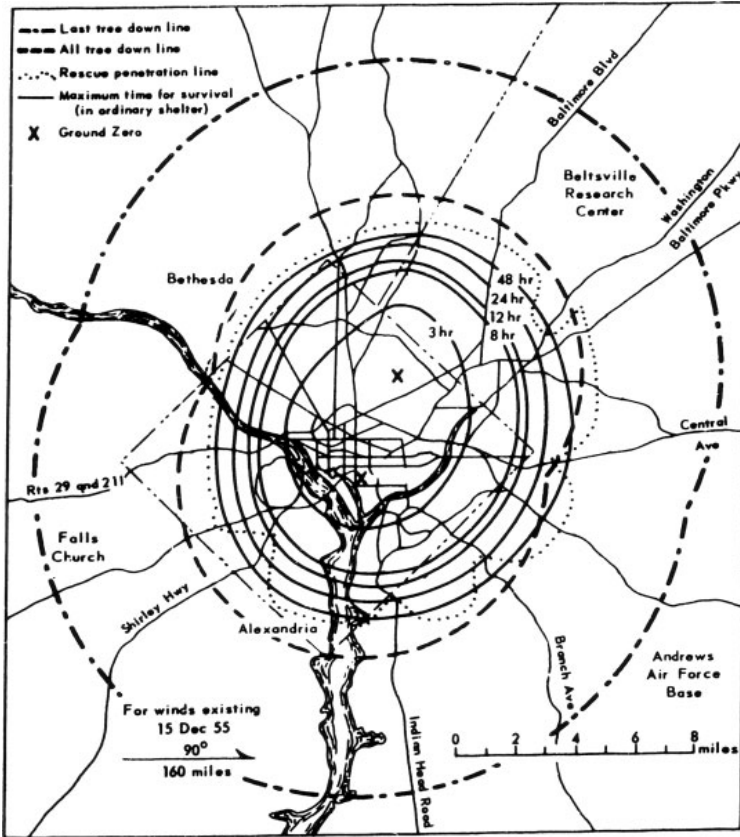 Last tree down line
All tree down line
Rescue penetration line
Maximum time for survival
(in ordinary shelter)
X Ground Zero
Baltimore Blvd
Beltsville
Research
Center
Washington
Baltimore Pkwy
Bethesda
48 hr
24 hr
12 hr
8 hr
3 hr
X
Central
Ave
Rts 29 and 211
X
Falls
Church
Shirley Hwy
Alexandria
Branch Ave
Andrews
Air Force
Base
Indian Head Road
For winds existing
15 Dec 55
90°
160 miles
0 2 4 6 8
miles